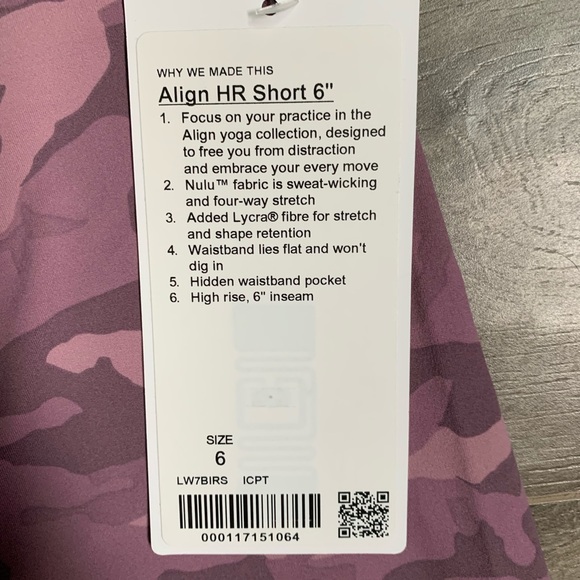 WHY WE MADE THIS
Align HR Short 6"
1. Focus on your practice in the
Align yoga collection, designed
to free you from distraction
and embrace your every move
2. Nulu™ fabric is sweat-wicking
and four-way stretch
3. Added Lycra® fibre for stretch
and shape retention
4. Waistband lies flat and won't
dig in
5. Hidden waistband pocket
6. High rise, 6" inseam
SIZE
6
LW7BIRS ICPT
000117151064